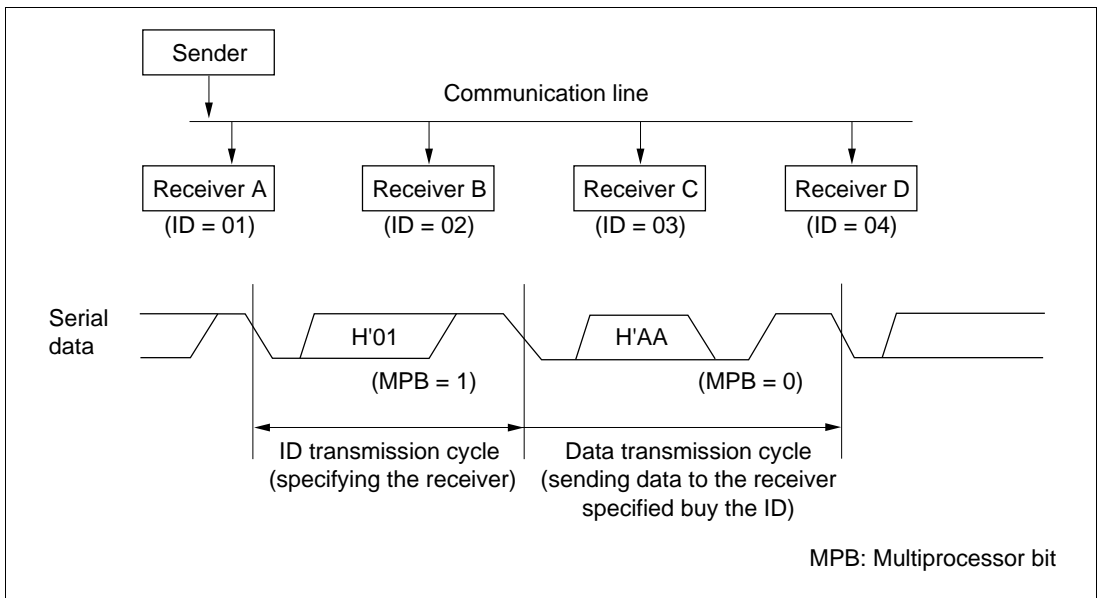 Sender
Communication line
Receiver A
(ID = 01)
Receiver B
(ID = 02)
Receiver C
(ID = 03)
Receiver D
(ID = 04)
Serial
data
H'01
H'AA
(MPB = 1)
(MPB = 0)
ID transmission cycle
(specifying the receiver)
Data transmission cycle
(sending data to the receiver
specified buy the ID)
MPB: Multiprocessor bit